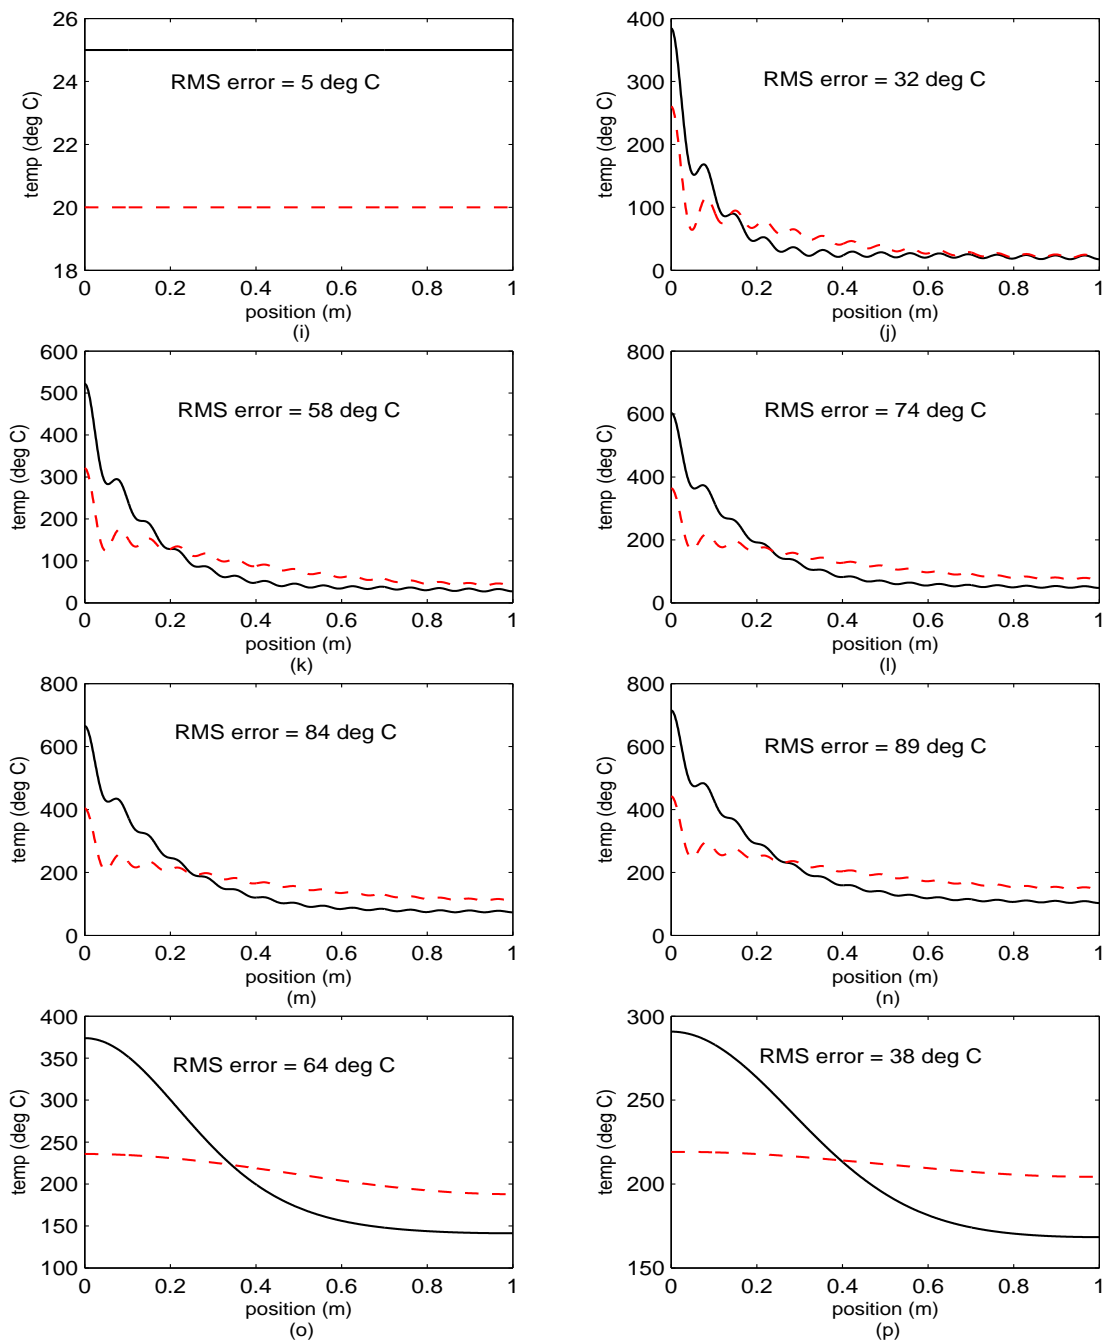 26
24
22
20
18
temp (deg C)
RMS error = 5 deg C
0 0.2 0.4 0.6 0.8 1
position (m)
(i)
400
300
200
100
0
temp (deg C)
RMS error = 32 deg C
0 0.2 0.4 0.6 0.8 1
position (m)
(j)
600
500
400
300
200
100
0
temp (deg C)
RMS error = 58 deg C
0 0.2 0.4 0.6 0.8 1
position (m)
(k)
800
600
400
200
0
temp (deg C)
RMS error = 74 deg C
0 0.2 0.4 0.6 0.8 1
position (m)
(l)
800
600
400
200
0
temp (deg C)
RMS error = 84 deg C
0 0.2 0.4 0.6 0.8 1
position (m)
(m)
800
600
400
200
0
temp (deg C)
RMS error = 89 deg C
0 0.2 0.4 0.6 0.8 1
position (m)
(n)
400
350
300
250
200
150
100
temp (deg C)
RMS error = 64 deg C
0 0.2 0.4 0.6 0.8 1
position (m)
(o)
300
250
200
150
temp (deg C)
RMS error = 38 deg C
0 0.2 0.4 0.6 0.8 1
position (m)
(p)